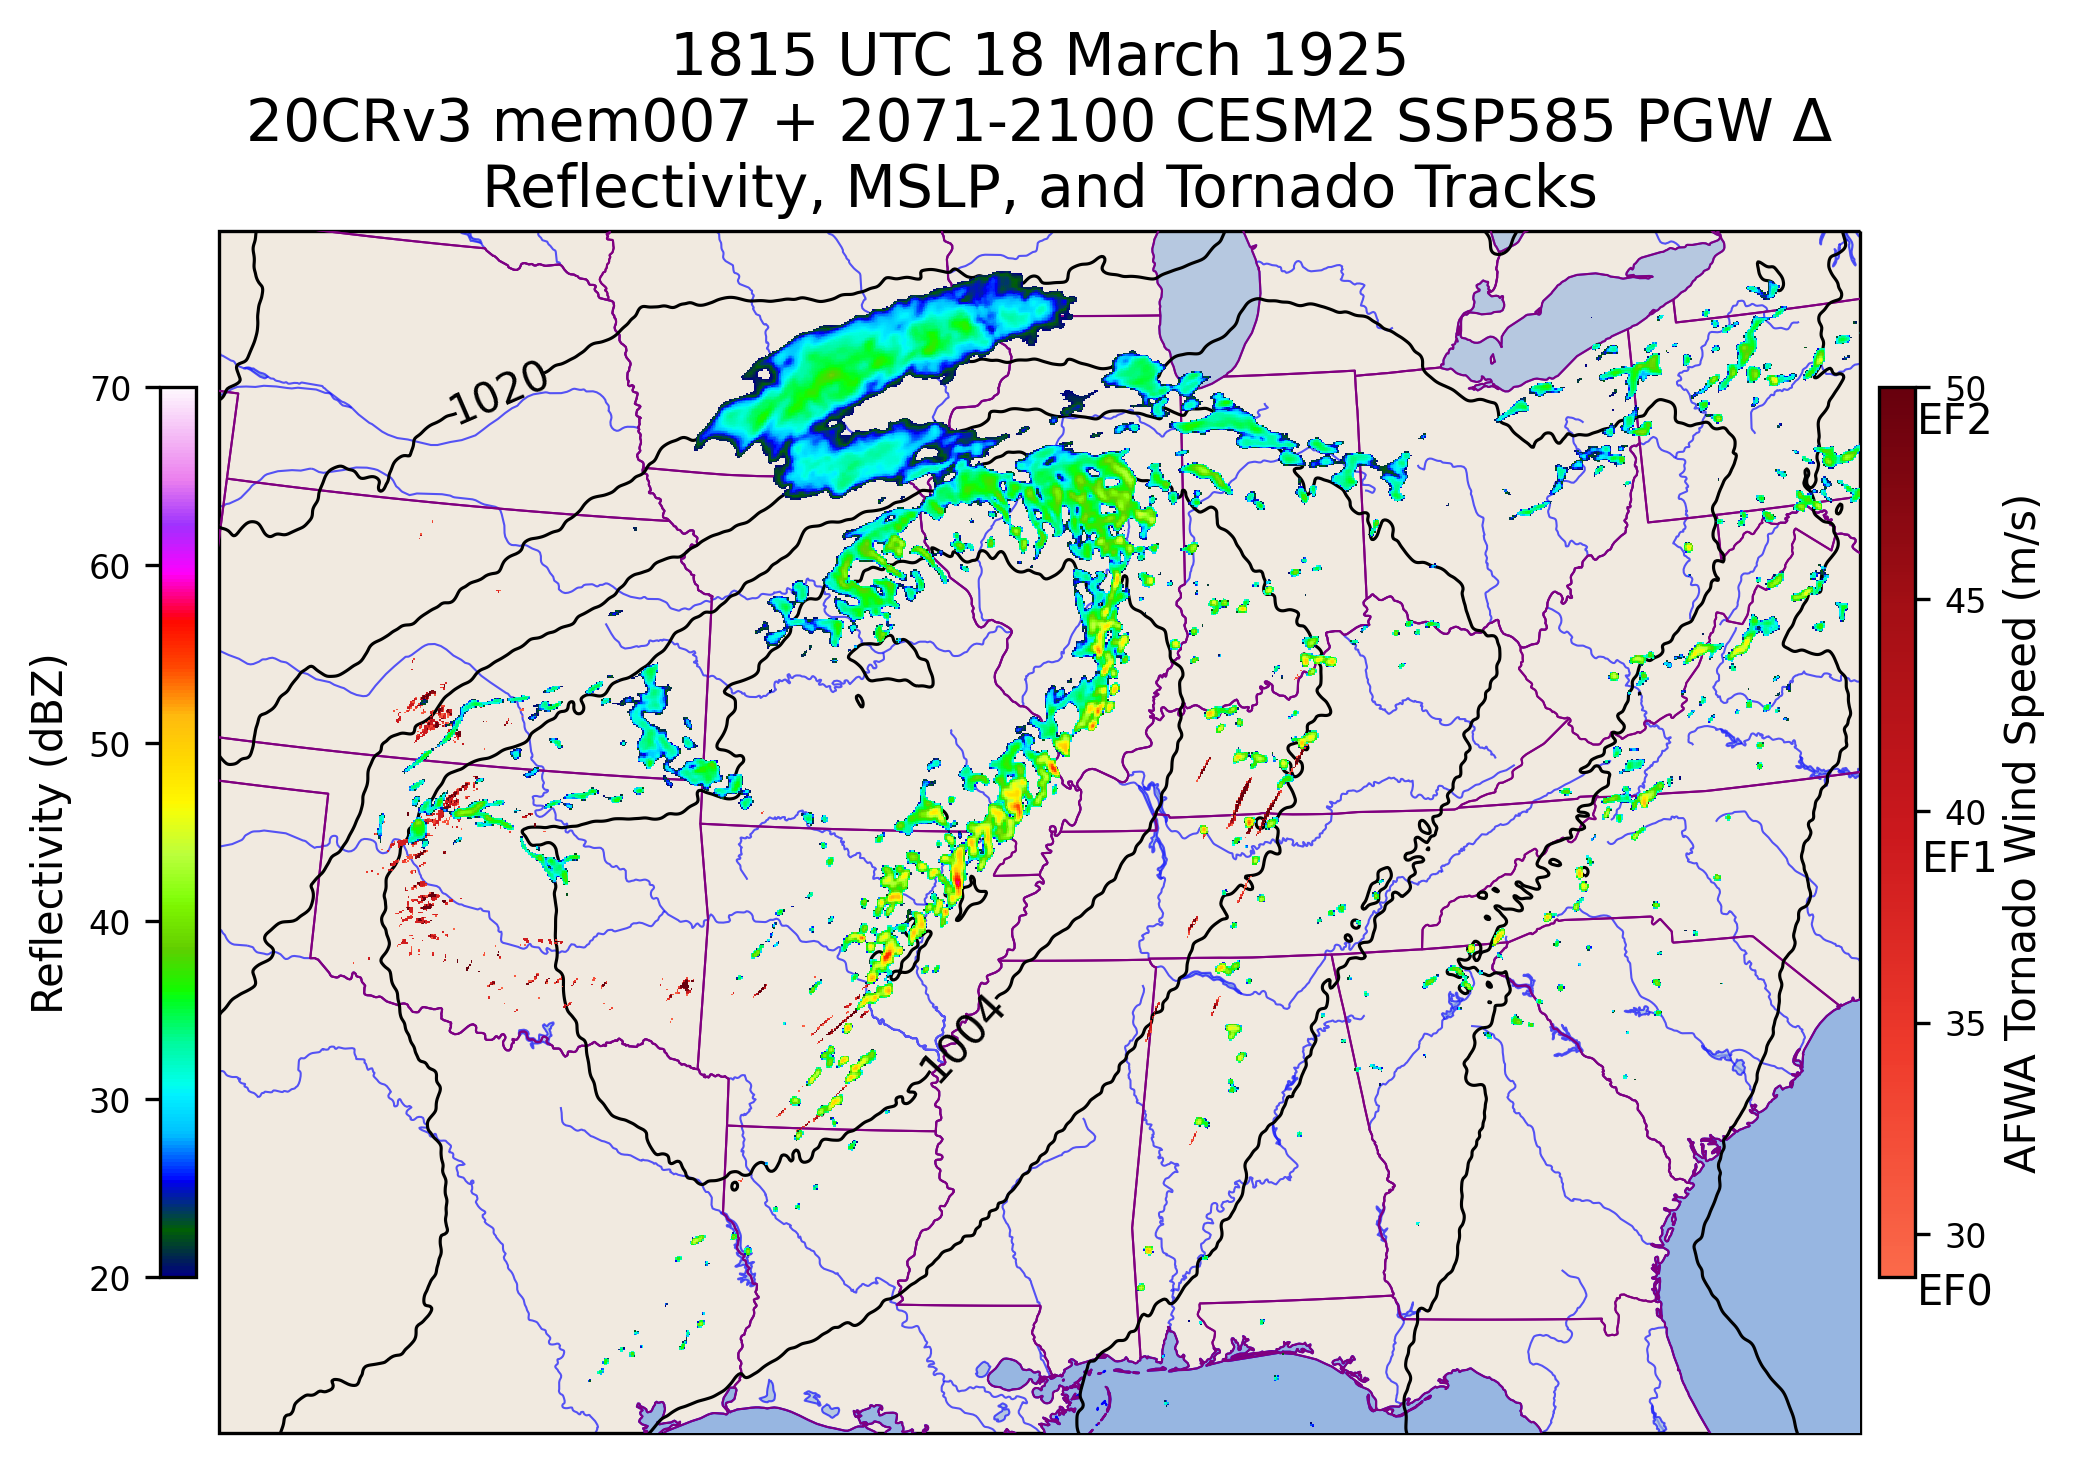 1815 UTC 18 March 1925
20CRv3 mem007 + 2071-2100 CESM2 SSP585 PGW Δ
Reflectivity, MSLP, and Tornado Tracks
1020
1004
70
60
50
40
30
20
Reflectivity (dBZ)
50
EF2
45
40
EF1
35
30
EF0
AFWA Tornado Wind Speed (m/s)